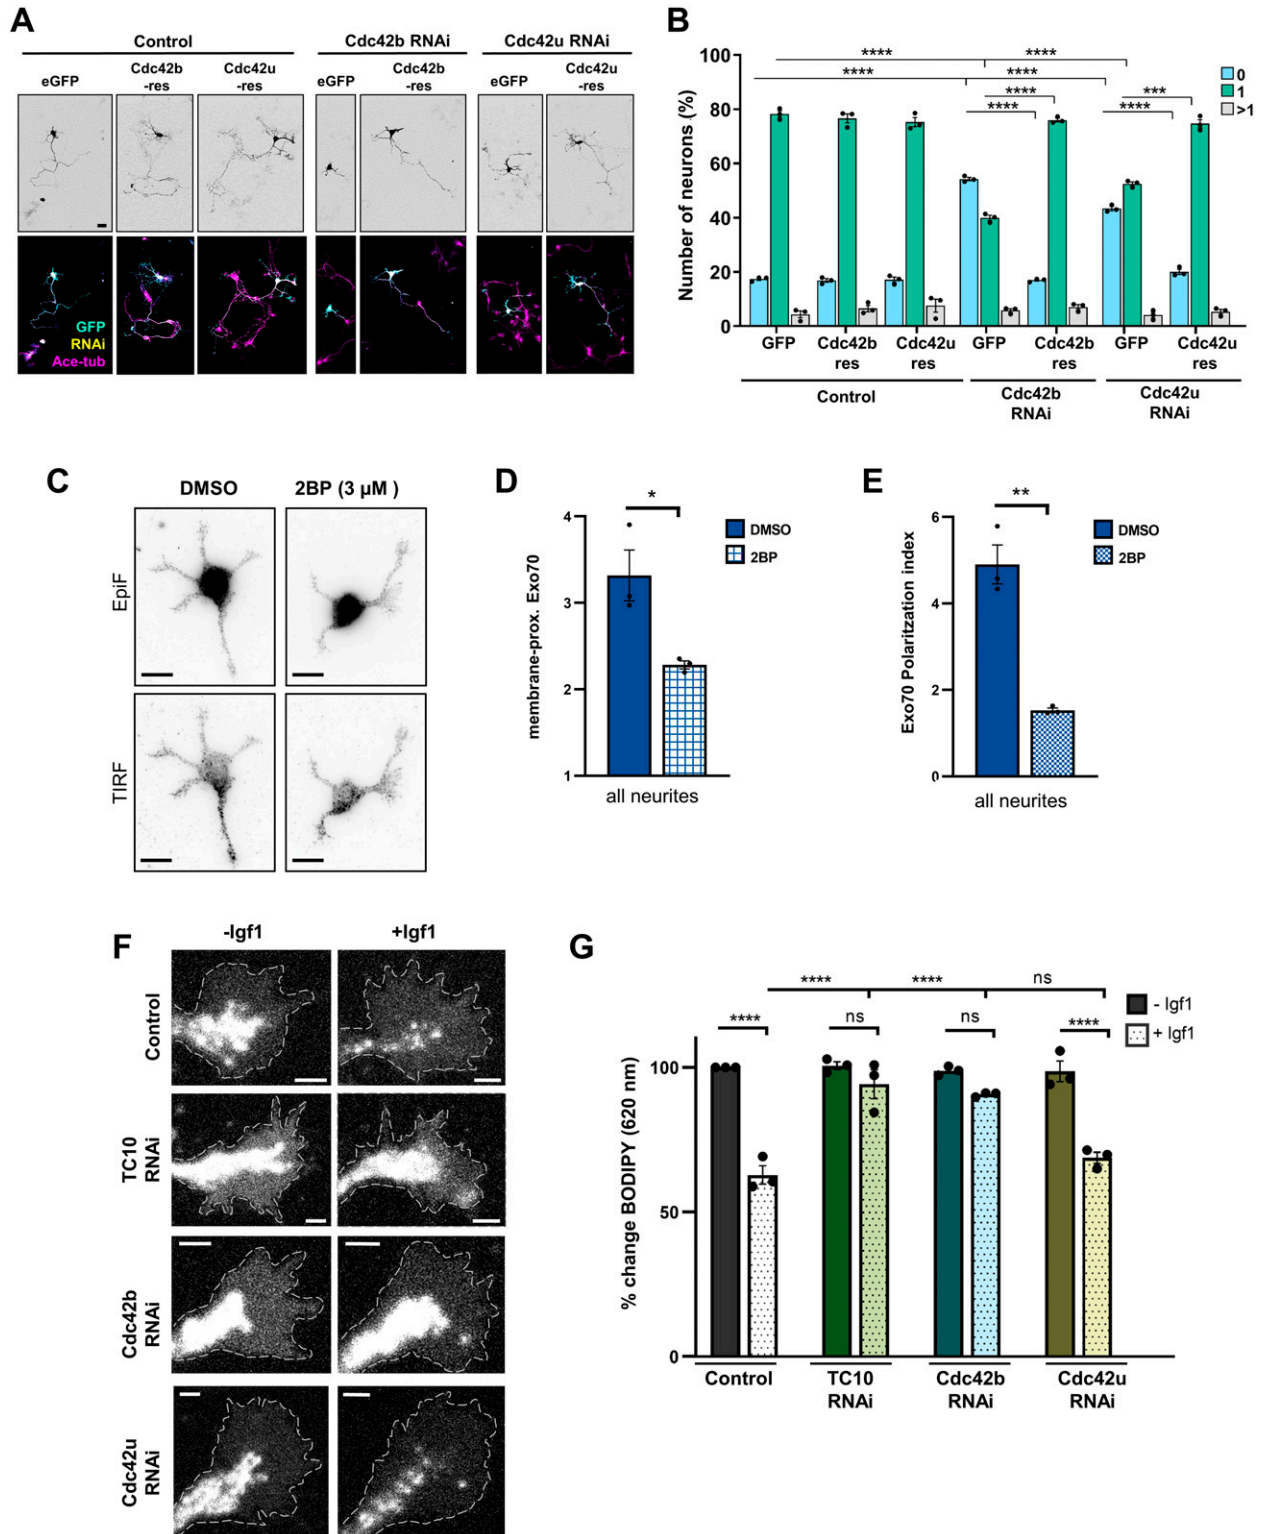 A
Control
Cdc42b RNAi
Cdc42u RNAi
eGFP
Cdc42b
-res
Cdc42u
-res
eGFP
Cdc42b
-res
eGFP
Cdc42u
-res
GFP
RNAi
Ace-tub
B
Number of neurons (%)
100
80
60
40
20
0
****
****
****
****
****
****
***
****
0
1
>1
GFP
Cdc42b
res
Cdc42u
res
GFP
Cdc42b
res
GFP
Cdc42u
res
Control
Cdc42b
RNAi
Cdc42u
RNAi
C
DMSO
2BP (3 µM )
EpiF
TIRF
D
membrane-prox. Exo70
4
3
2
1
*
DMSO
2BP
all neurites
E
Exo70 Polaritzation index
6
4
2
0
**
DMSO
2BP
all neurites
F
-Igf1
+Igf1
Control
TC10
RNAi
Cdc42b
RNAi
Cdc42u
RNAi
G
% change BODIPY (620 nm)
100
50
0
****
****
ns
****
ns
ns
****
- Igf1
+ Igf1
Control
TC10
RNAi
Cdc42b
RNAi
Cdc42u
RNAi